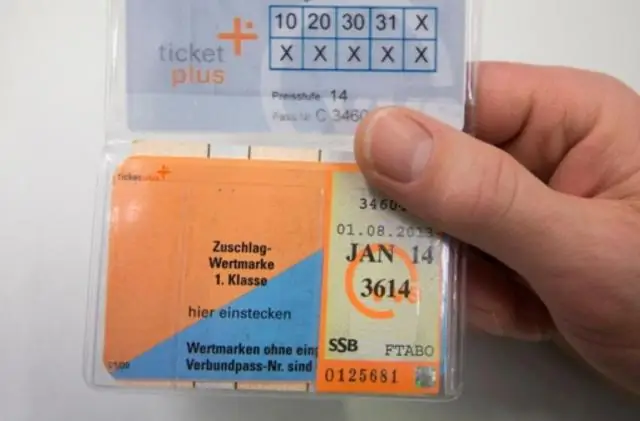 10 20 30 31 X
X X X X X
ticket
plus
Preisstufe 14
C 3460
ticket plus
3460
01.08.2013
JAN 14
3614
Zuschlag-
Wertmarke
1. Klasse
hier einstecken
Wertmarken ohne
Verbundpass-Nr. sind
SSB FTABO
0125681